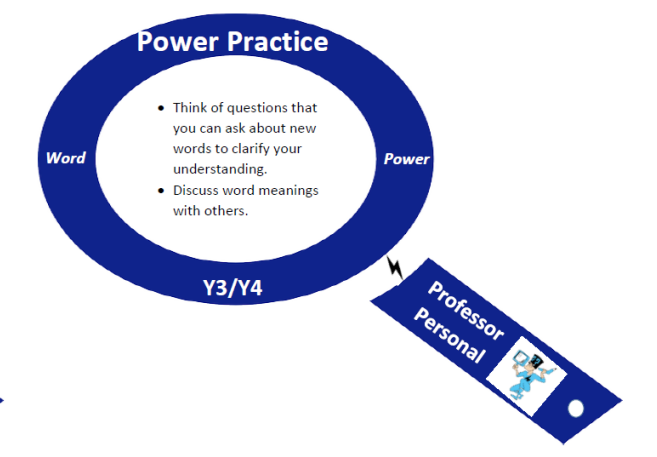 Power Practice
• Think of questions that
you can ask about new
words to clarify your
understanding.
• Discuss word meanings
with others.
Word
Power
Y3/Y4
Professor
Personal